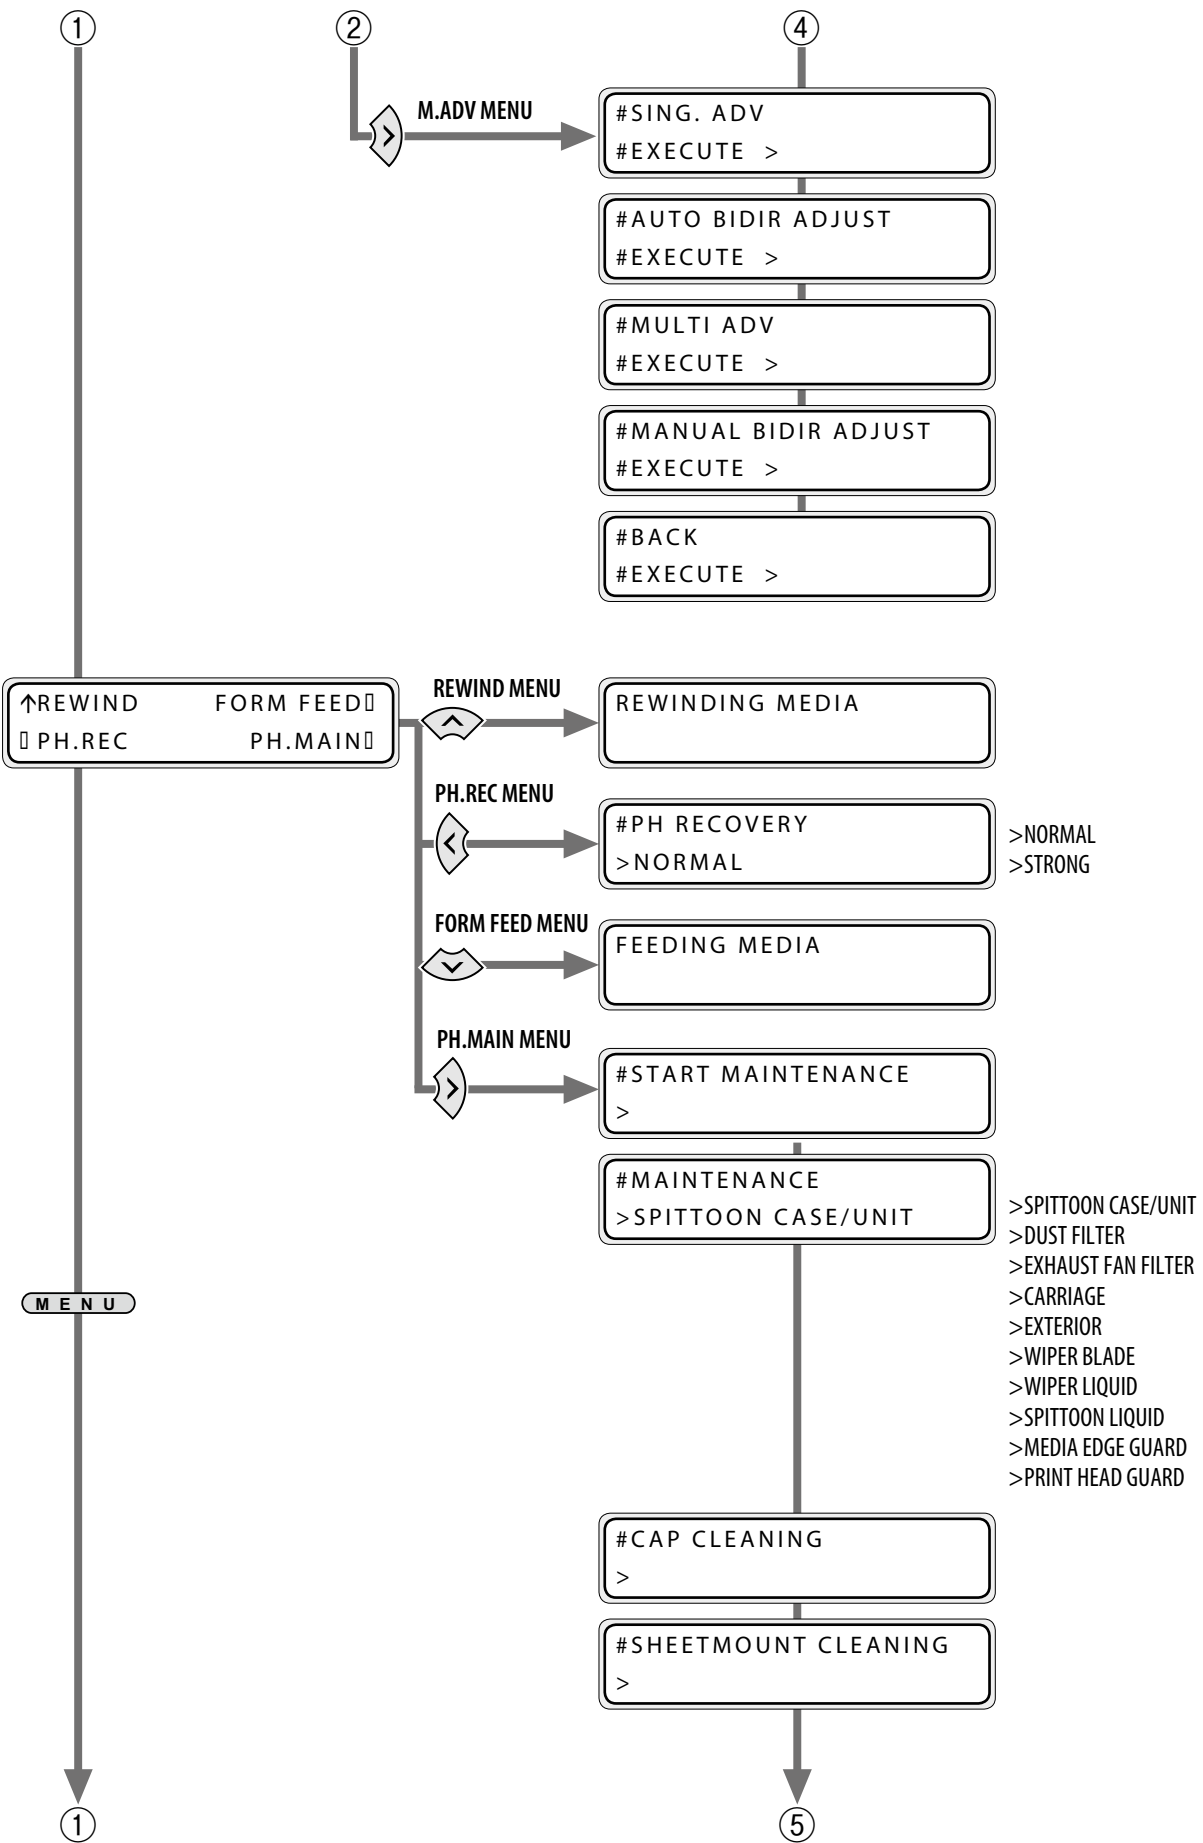 1
2
4
M.ADV MENU
#SING. ADV
#EXECUTE >
#AUTO BIDIR ADJUST
#EXECUTE >
#MULTI ADV
#EXECUTE >
#MANUAL BIDIR ADJUST
#EXECUTE >
#BACK
#EXECUTE >
↑REWIND FORM FEED▯
▯ PH.REC PH.MAIN▯
REWIND MENU
REWINDING MEDIA
PH.REC MENU
#PH RECOVERY
>NORMAL
>NORMAL
>STRONG
FORM FEED MENU
FEEDING MEDIA
PH.MAIN MENU
#START MAINTENANCE
>
#MAINTENANCE
>SPITTOON CASE/UNIT
>SPITTOON CASE/UNIT
>DUST FILTER
>EXHAUST FAN FILTER
>CARRIAGE
>EXTERIOR
>WIPER BLADE
>WIPER LIQUID
>SPITTOON LIQUID
>MEDIA EDGE GUARD
>PRINT HEAD GUARD
MENU
#CAP CLEANING
>
#SHEETMOUNT CLEANING
>
1
5